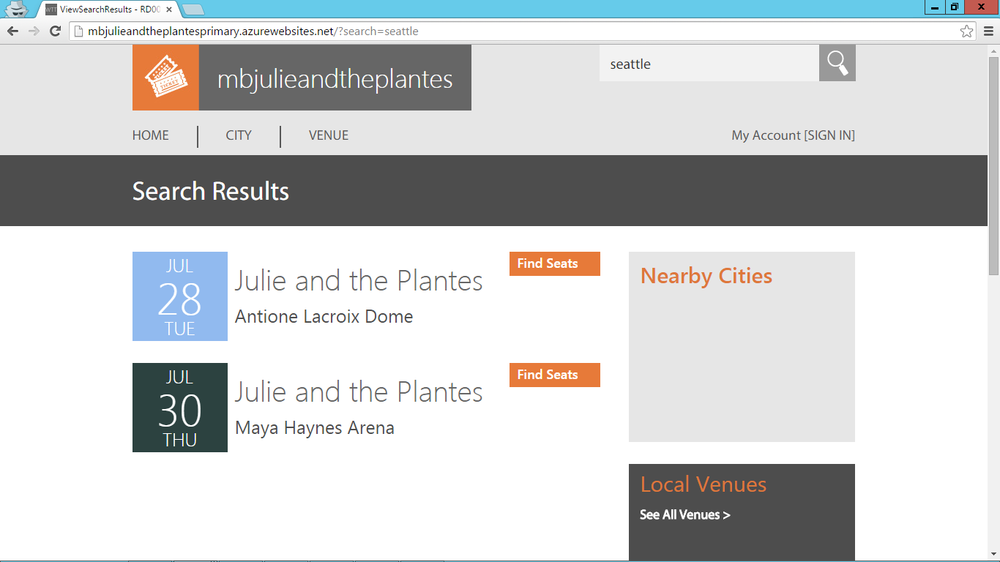 WTT ViewSearchResults - RD00
mbjulieandtheplantesprimary.azurewebsites.net/?search=seattle
mbjulieandtheplantes
seattle
HOME CITY VENUE My Account [SIGN IN]
Search Results
JUL
28
TUE
Julie and the Plantes
Antione Lacroix Dome
Find Seats
JUL
30
THU
Julie and the Plantes
Maya Haynes Arena
Find Seats
Nearby Cities
Local Venues
See All Venues >